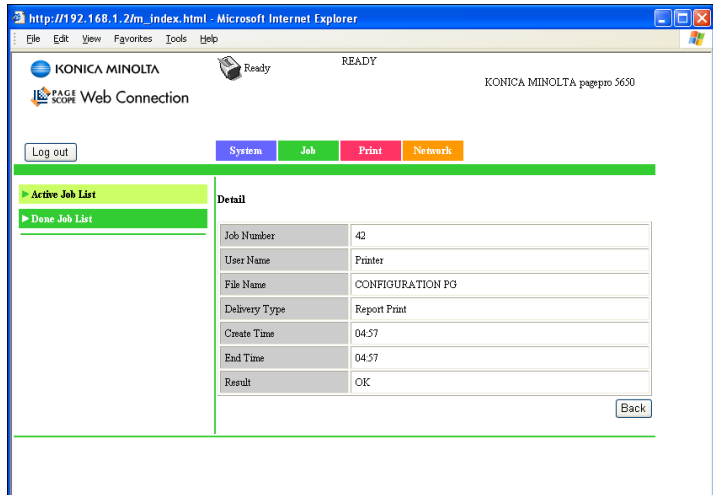 http://192.168.1.2/m_index.html - Microsoft Internet Explorer
File Edit View Favorites Tools Help
KONICA MINOLTA
Ready
READY
KONICA MINOLTA pagepro 5650
PAGE SCOPE Web Connection
Log out
System Job Print Network
Active Job List
Done Job List
Detail
Job Number 42
User Name Printer
File Name CONFIGURATION PG
Delivery Type Report Print
Create Time 04:57
End Time 04:57
Result OK
Back